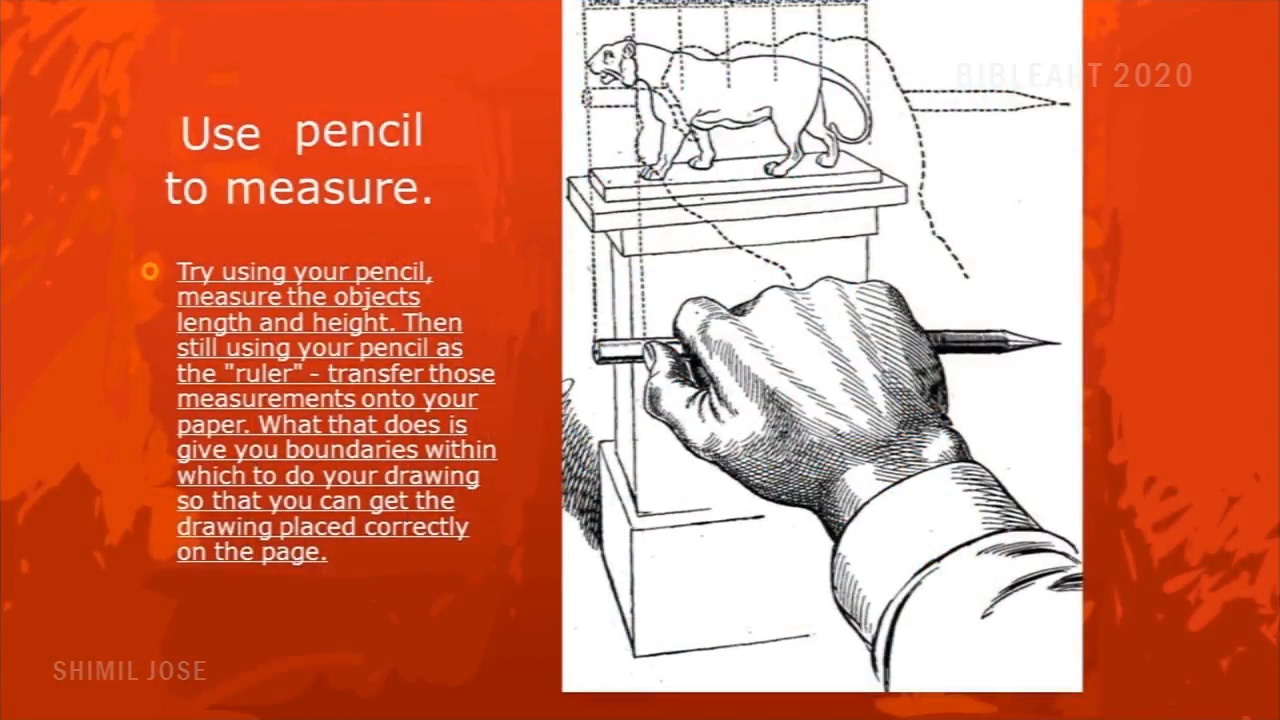 Use pencil
to measure.
Try using your pencil,
measure the objects
length and height. Then
still using your pencil as
the "ruler" - transfer those
measurements onto your
paper. What that does is
give you boundaries within
which to do your drawing
so that you can get the
drawing placed correctly
on the page.
BIBLEART 2020
SHIMIL JOSE